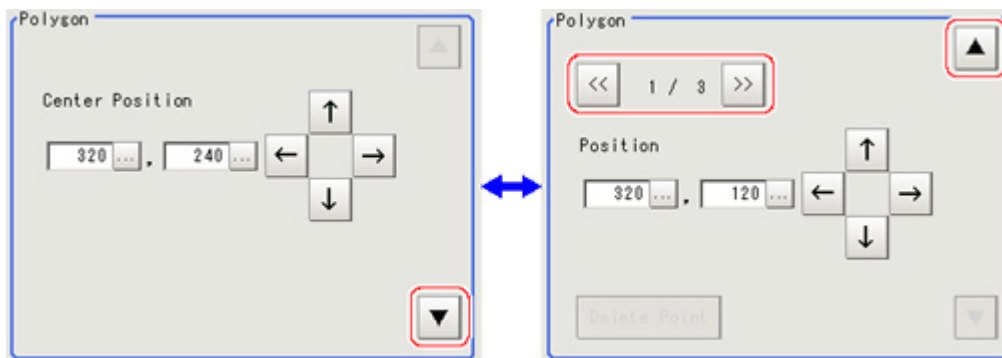 Polygon
▲
Center Position
320 ... , 240 ...
↑
← →
↓
▼
Polygon
▲
<< 1 / 3 >>
Position
320 ... , 120 ...
↑
← →
↓
Delete Point
▼